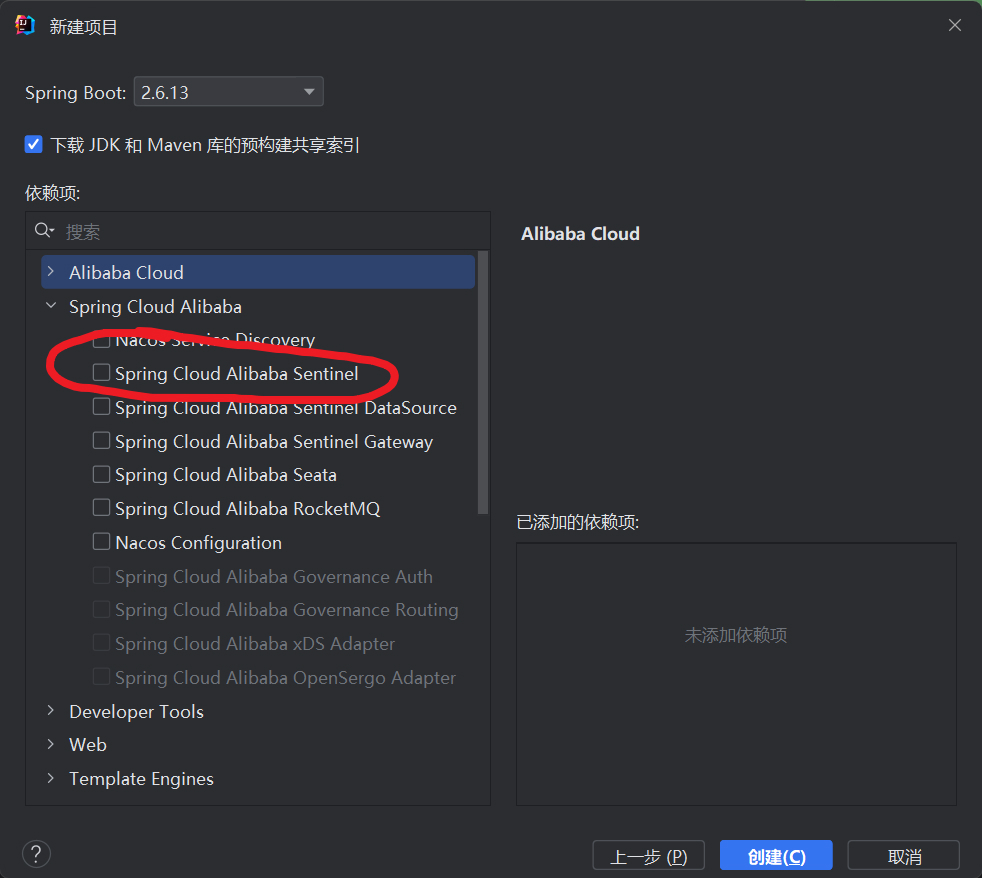 新建项目
Spring Boot: 2.6.13
下载 JDK 和 Maven 库的预构建共享索引
依赖项:
搜索
Alibaba Cloud
Spring Cloud Alibaba
Nacos Service Discovery
Spring Cloud Alibaba Sentinel
Spring Cloud Alibaba Sentinel DataSource
Spring Cloud Alibaba Sentinel Gateway
Spring Cloud Alibaba Seata
Spring Cloud Alibaba RocketMQ
Nacos Configuration
Spring Cloud Alibaba Governance Auth
Spring Cloud Alibaba Governance Routing
Spring Cloud Alibaba xDS Adapter
Spring Cloud Alibaba OpenSergo Adapter
Developer Tools
Web
Template Engines
Alibaba Cloud
已添加的依赖项:
未添加依赖项
?
上一步 (P) 创建(C) 取消